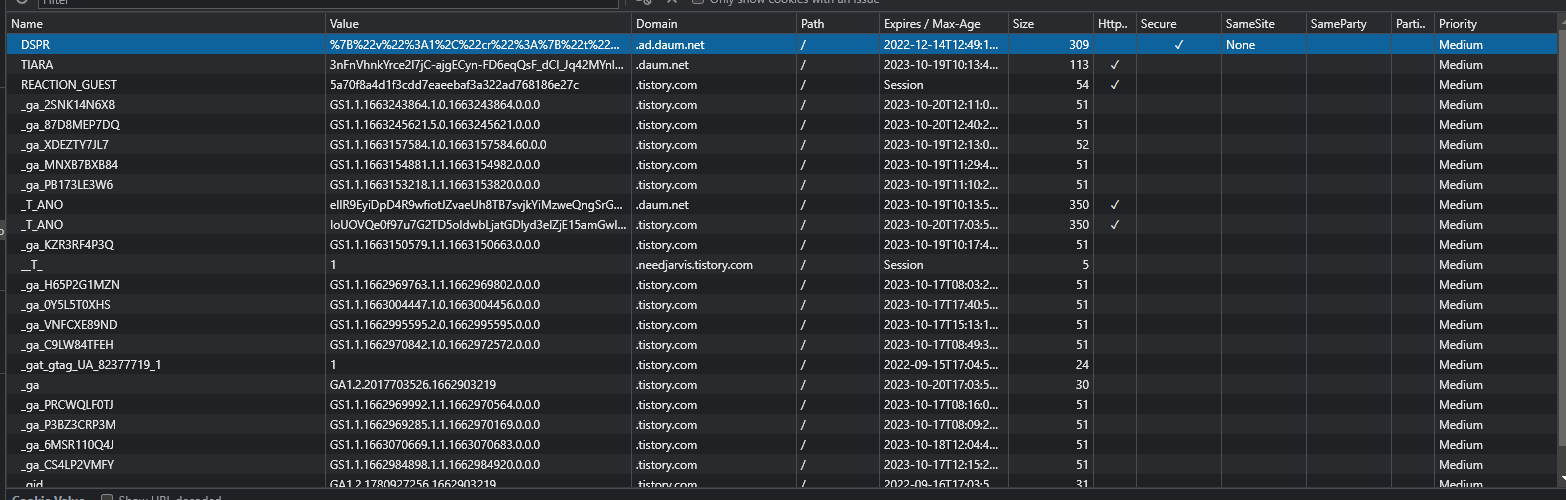 Filter Only show cookies with an issue
Name Value Domain Path Expires / Max-Age Size Http.. Secure SameSite SameParty Parti... Priority
DSPR %7B%22v%22%3A1%2C%22cr%22%3A%7B%22t%22... .ad.daum.net / 2022-12-14T12:49:1... 309 ✓ None Medium
TIARA .daum.net / 2023-10-19T10:13:4... 113 ✓ Medium
REACTION_GUEST 5a70f8a4d1f3cdd7eaeebaf3a322ad768186e27c .tistory.com / Session 54 ✓ Medium
_ga_2SNK14N6X8 GS1.1.1663243864.1.0.1663243864.0.0.0 .tistory.com / 2023-10-20T12:11:0... 51 Medium
_ga_87D8MEP7DQ GS1.1.1663245621.5.0.1663245621.0.0.0 .tistory.com / 2023-10-20T12:40:2... 51 Medium
_ga_XDEZTY7JL7 GS1.1.1663157584.1.0.1663157584.60.0.0 .tistory.com / 2023-10-19T12:13:0... 52 Medium
_ga_MNXB7BXB84 GS1.1.1663154881.1.1.1663154982.0.0.0 .tistory.com / 2023-10-19T11:29:4... 51 Medium
_ga_PB173LE3W6 GS1.1.1663153218.1.1.1663153820.0.0.0 .tistory.com / 2023-10-19T11:10:2... 51 Medium
_T_ANO .daum.net / 2023-10-19T10:13:5... 350 ✓ Medium
_T_ANO .tistory.com / 2023-10-20T17:03:5... 350 ✓ Medium
_ga_KZR3RF4P3Q GS1.1.1663150579.1.1.1663150663.0.0.0 .tistory.com / 2023-10-19T10:17:4... 51 Medium
__T_ 1 .needjarvis.tistory.com / Session 5 Medium
_ga_H65P2G1MZN GS1.1.1662969763.1.1.1662969802.0.0.0 .tistory.com / 2023-10-17T08:03:2... 51 Medium
_ga_0Y5L5T0XHS GS1.1.1663004447.1.0.1663004456.0.0.0 .tistory.com / 2023-10-17T17:40:5... 51 Medium
_ga_VNFCXE89ND GS1.1.1662995595.2.0.1662995595.0.0.0 .tistory.com / 2023-10-17T15:13:1... 51 Medium
_ga_C9LW84TFEH GS1.1.1662970842.1.0.1662972572.0.0.0 .tistory.com / 2023-10-17T08:49:3... 51 Medium
_gat_gtag_UA_82377719_1 1 .tistory.com / 2022-09-15T17:04:5... 24 Medium
_ga GA1.2.2017703526.1662903219 .tistory.com / 2023-10-20T17:03:5... 30 Medium
_ga_PRCWQLF0TJ GS1.1.1662969992.1.1.1662970564.0.0.0 .tistory.com / 2023-10-17T08:16:0... 51 Medium
_ga_P3BZ3CRP3M GS1.1.1662969285.1.1.1662970169.0.0.0 .tistory.com / 2023-10-17T08:09:2... 51 Medium
_ga_6MSR110Q4J GS1.1.1663070669.1.1.1663070683.0.0.0 .tistory.com / 2023-10-18T12:04:4... 51 Medium
_ga_CS4LP2VMFY GS1.1.1662984898.1.1.1662984920.0.0.0 .tistory.com / 2023-10-17T12:15:2... 51 Medium
_gid GA1.2.1780927256.1662903219 .tistory.com / 2022-09-16T17:03:5... 31 Medium
Cookie Value Show URL decoded